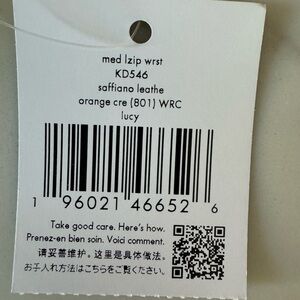 med lzip wrst
KD546
saffiano leathe
orange cre (801) WRC
lucy
1 96021 46652 6
Take good care. Here's how.
Prenez-en bien soin. Voici comment.
请妥善维护。这里是具体做法。
お手入れ方法はこちらをご覧ください。